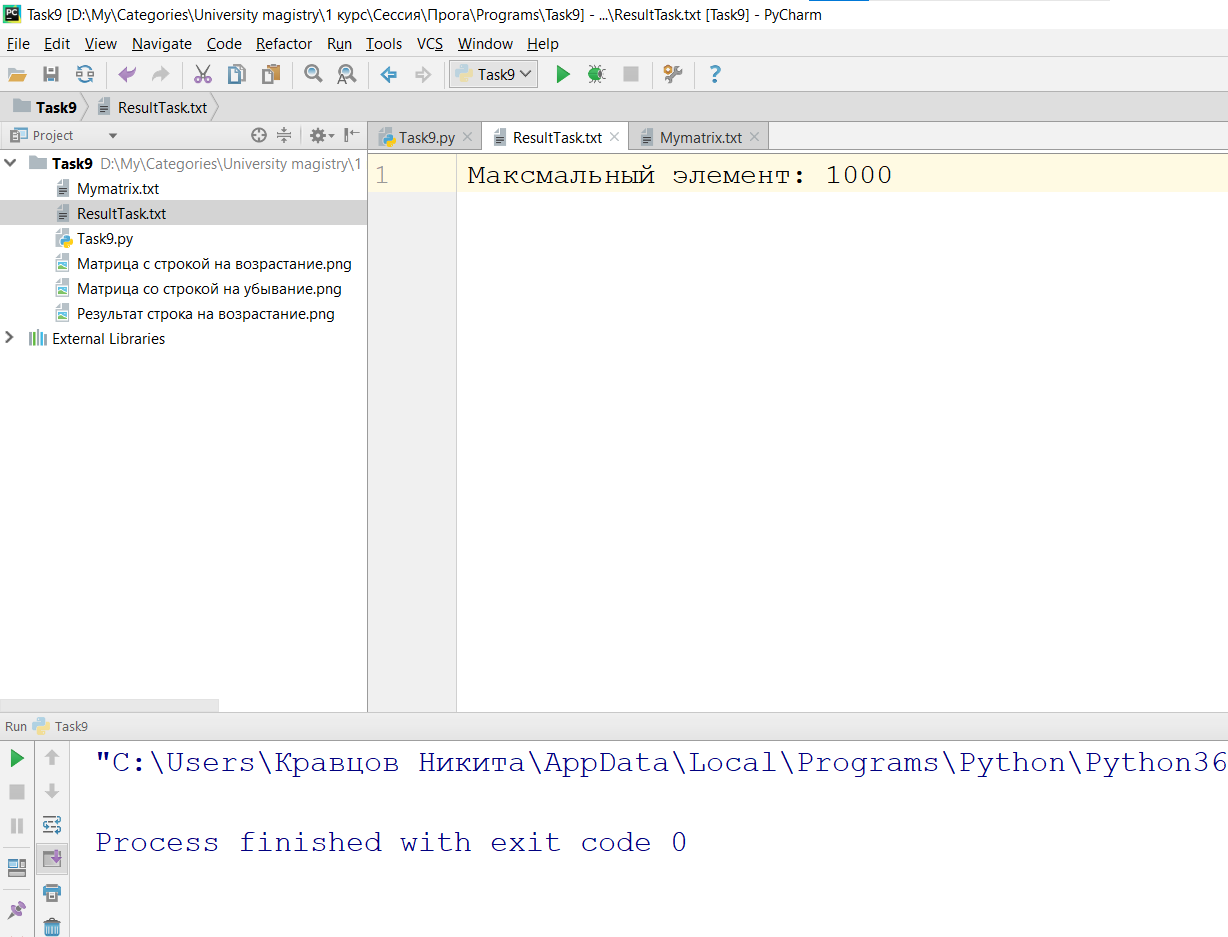 PC Task9 [D:\My\Categories\University magistry\1 курс\Сессия\Прога\Programs\Task9] - ...\ResultTask.txt [Task9] - PyCharm
File Edit View Navigate Code Refactor Run Tools VCS Window Help
Task9
Task9 ResultTask.txt
Project
Task9.py ResultTask.txt Mymatrix.txt
Task9 D:\My\Categories\University magistry\1
Mymatrix.txt
ResultTask.txt
Task9.py
Матрица с строкой на возрастание.png
Матрица со строкой на убывание.png
Результат строка на возрастание.png
External Libraries
1 Максмальный элемент: 1000
Run Task9
"C:\Users\Кравцов Никита\AppData\Local\Programs\Python\Python36
Process finished with exit code 0